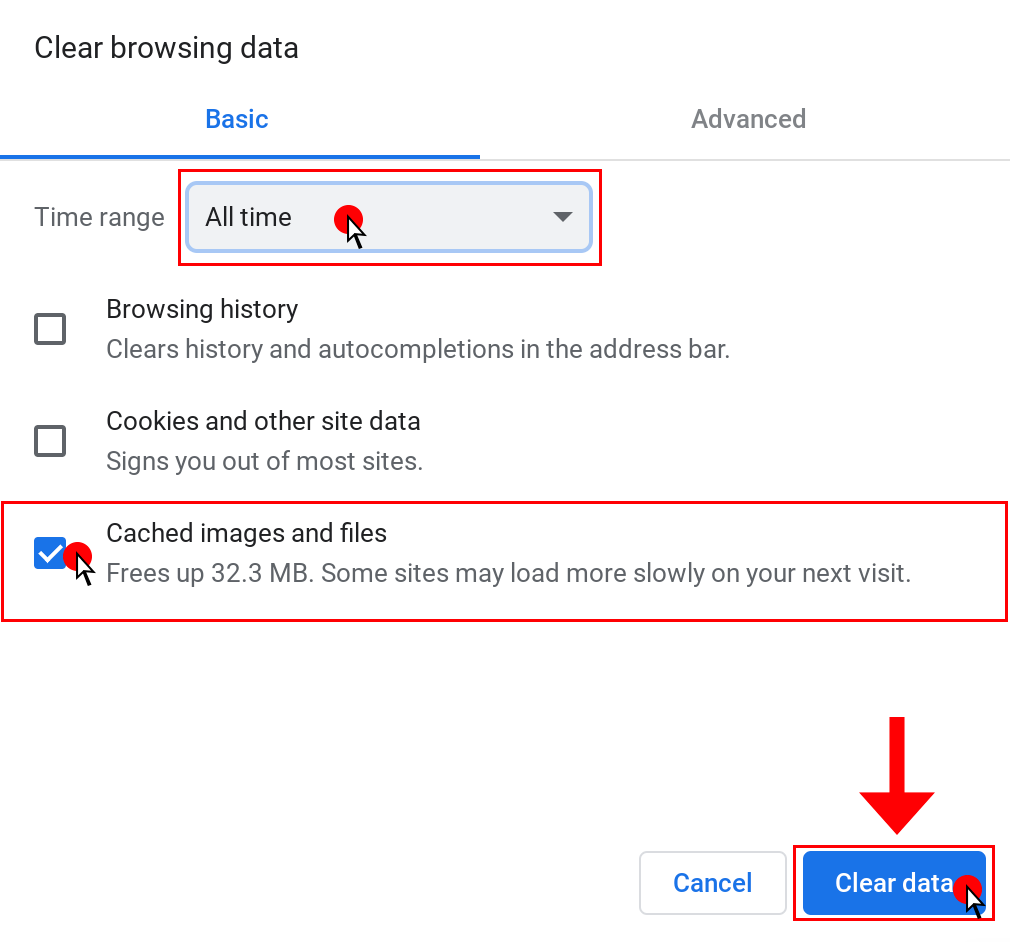 Clear browsing data
Basic
Advanced
Time range
All time
Browsing history
Clears history and autocompletions in the address bar.
Cookies and other site data
Signs you out of most sites.
Cached images and files
Frees up 32.3 MB. Some sites may load more slowly on your next visit.
Cancel
Clear data